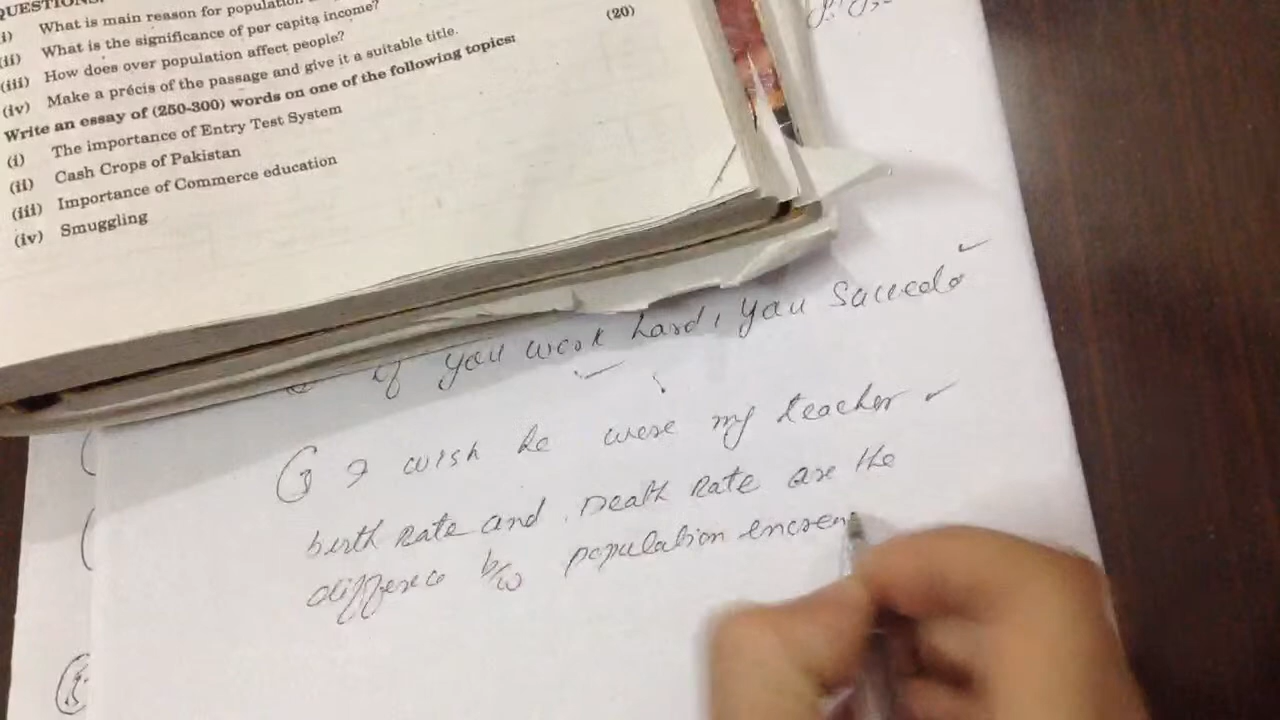 QUESTIONS:
(i) What is main reason for population
(ii) What is the significance of per capita income?
(iii) How does over population affect people?
(iv) Make a précis of the passage and give it a suitable title.
Write an essay of (250-300) words on one of the following topics: (20)
(i) The importance of Entry Test System
(ii) Cash Crops of Pakistan
(iii) Importance of Commerce education
(iv) Smuggling
if you work hard, you
I wish he were my teacher
birth Rate and Death Rate are the
b/w population